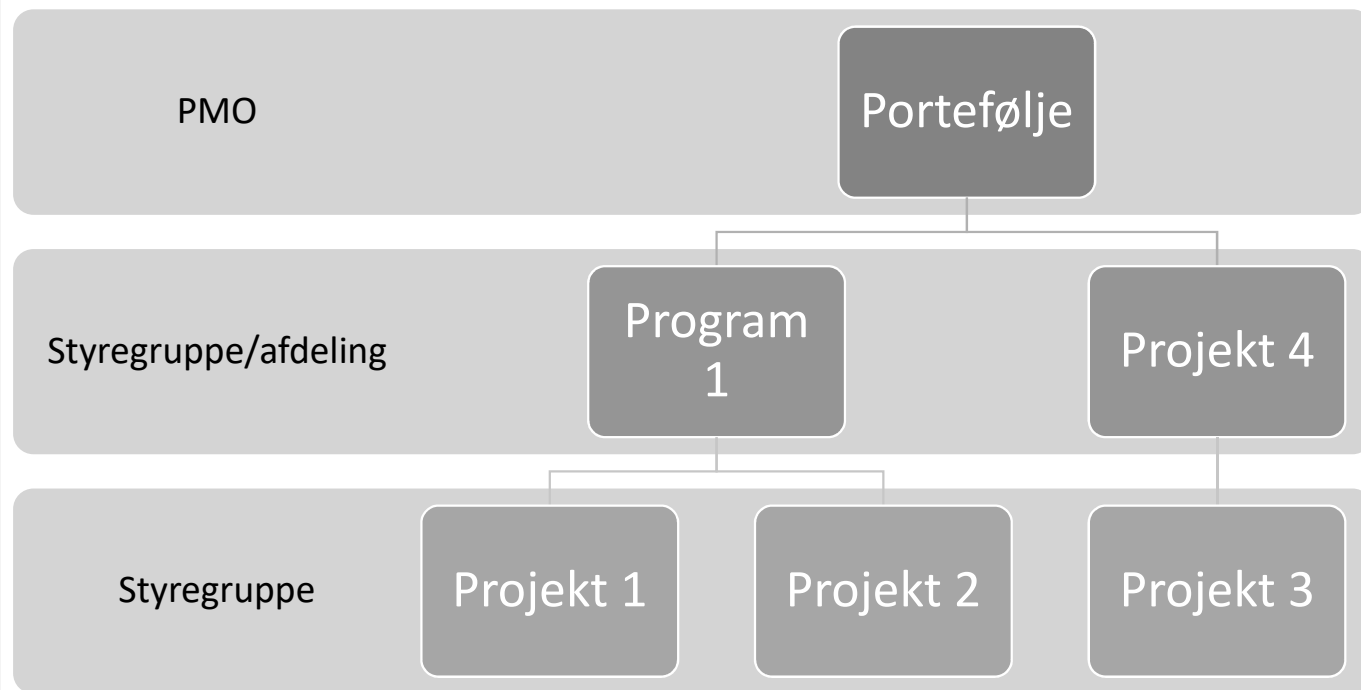 PMO
Portefølje
Styregruppe/afdeling
Program
1
Projekt 4
Styregruppe
Projekt 1
Projekt 2
Projekt 3